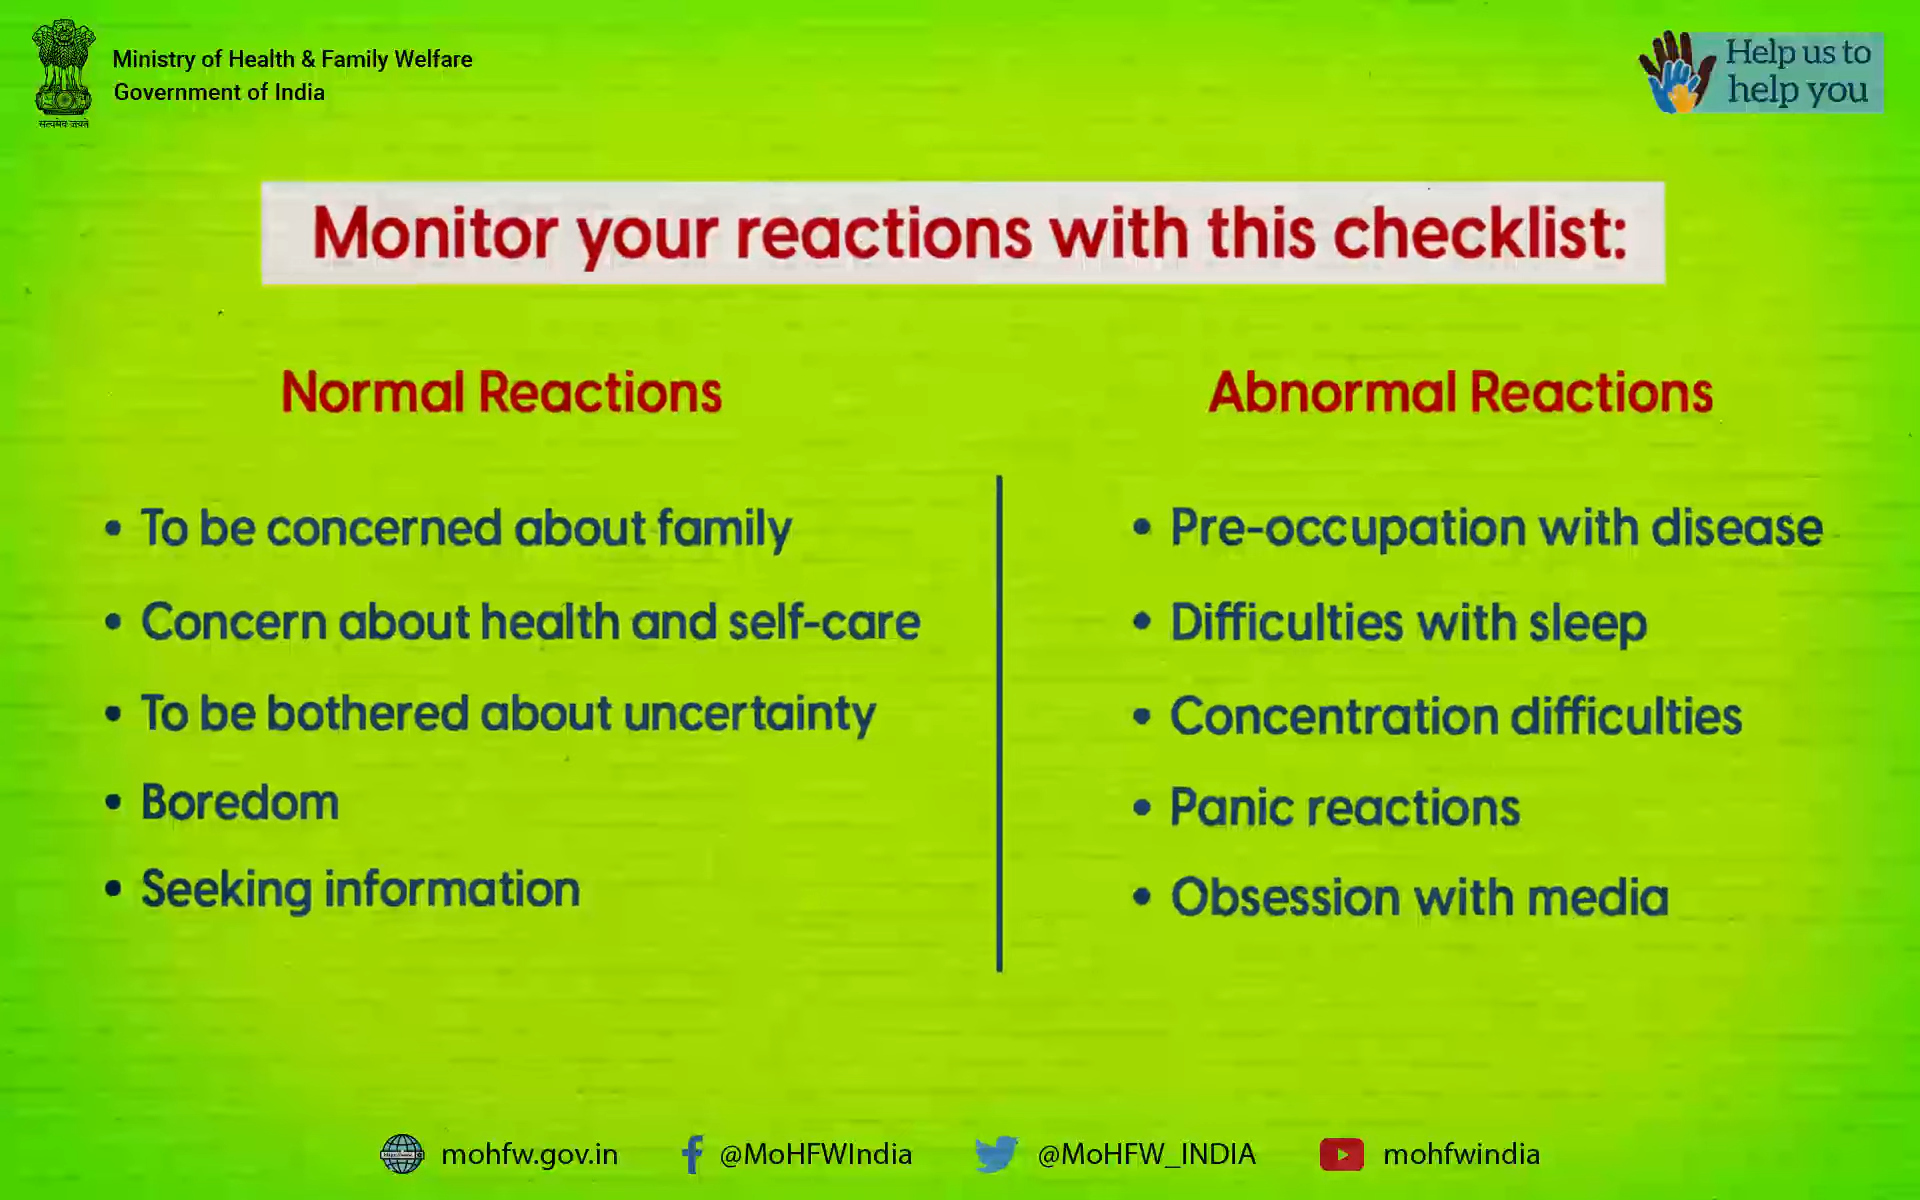 Ministry of Health & Family Welfare
Government of India
सत्यमेव जयते
Help us to
help you
Monitor your reactions with this checklist:
Normal Reactions
• To be concerned about family
• Concern about health and self-care
• To be bothered about uncertainty
• Boredom
• Seeking information
Abnormal Reactions
• Pre-occupation with disease
• Difficulties with sleep
• Concentration difficulties
• Panic reactions
• Obsession with media
mohfw.gov.in
@MoHFWIndia
@MoHFW_INDIA
mohfwindia